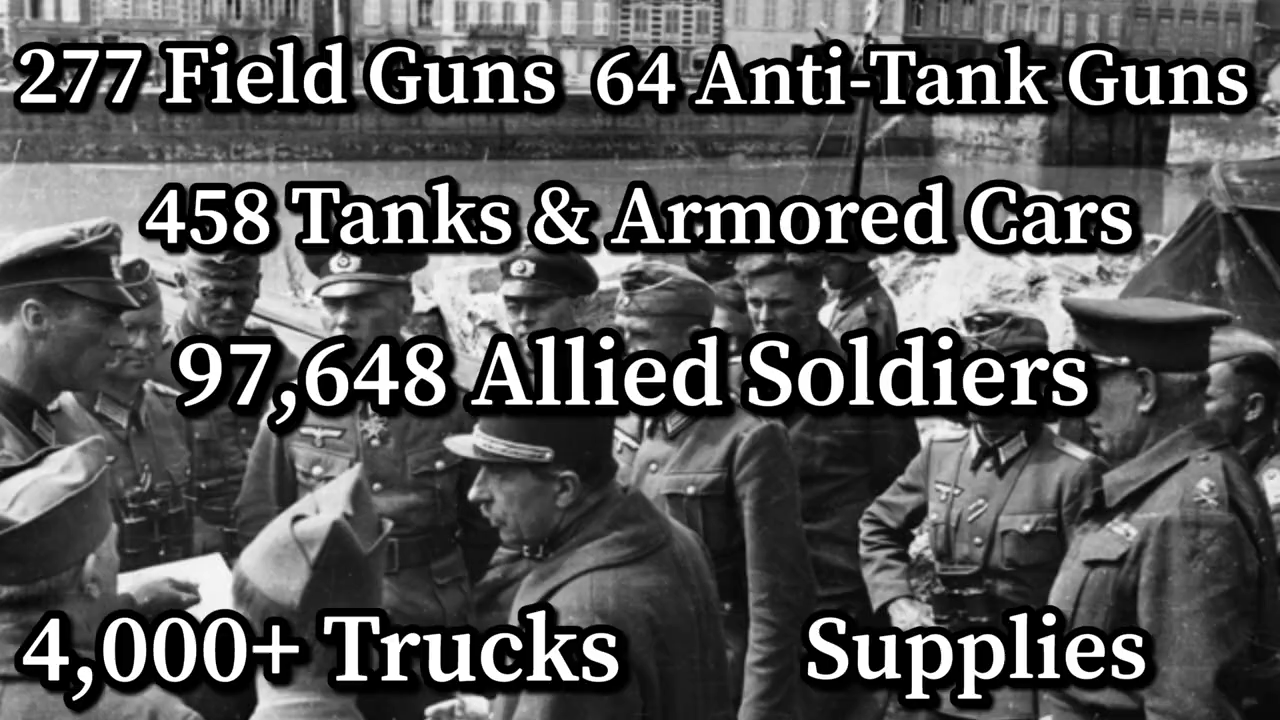 277 Field Guns 64 Anti-Tank Guns
458 Tanks & Armored Cars
97,648 Allied Soldiers
4,000+ Trucks Supplies